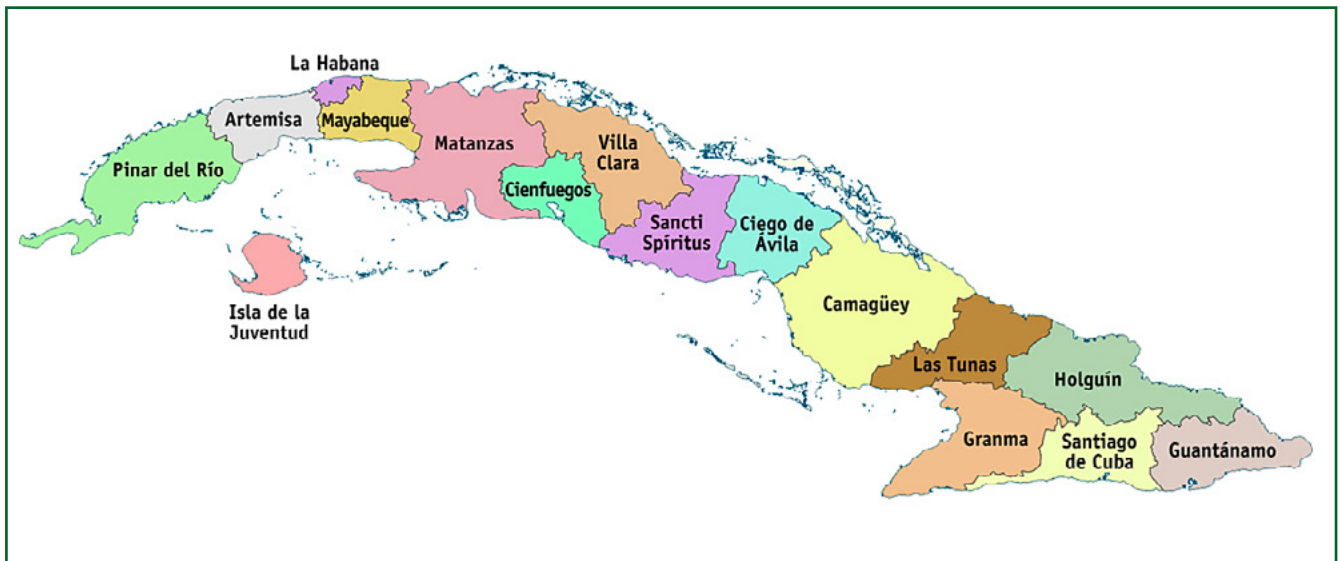 La Habana
Artemisa
Mayabeque
Pinar del Río
Matanzas
Villa
Clara
Cienfuegos
Sancti
Spíritus
Ciego de
Ávila
Isla de la
Juventud
Camagüey
Las Tunas
Holguín
Granma
Santiago
de Cuba
Guantánamo